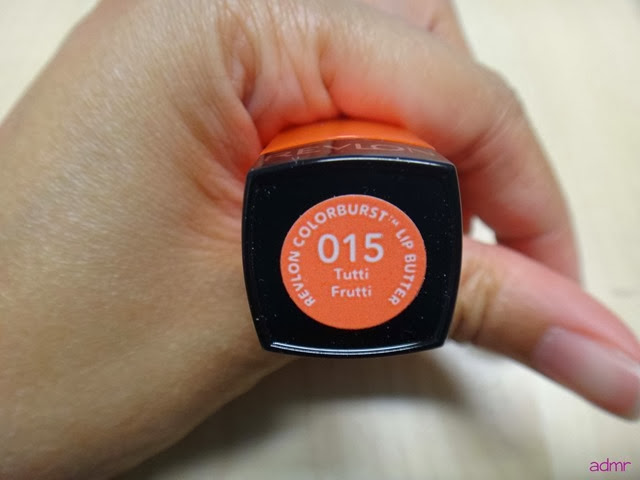 REVLON
REVLON COLORBURST™ LIP BUTTER
015
Tutti
Frutti
admr